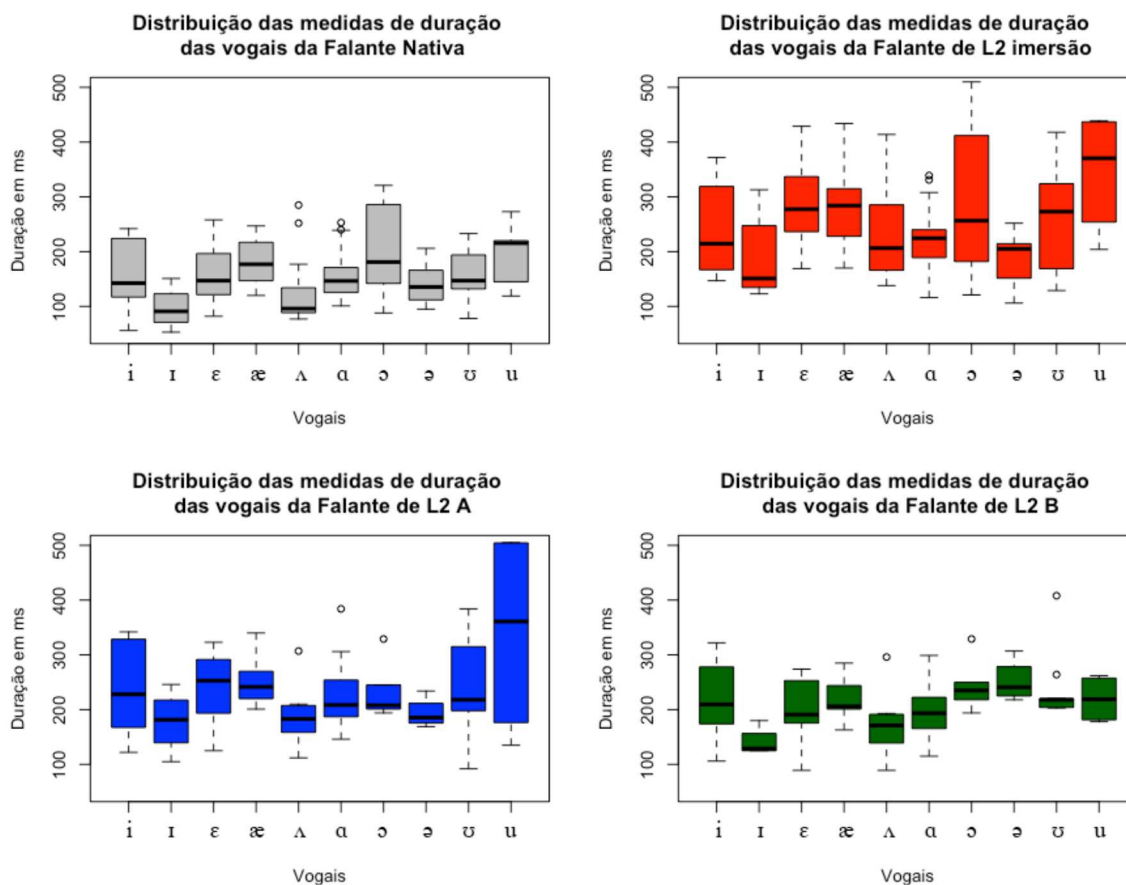 Distribuição das medidas de duração
das vogais da Falante Nativa
Duração em ms
500
400
300
200
100
i ɪ ɛ æ ʌ ɑ ɔ ə ʊ u
Vogais
Distribuição das medidas de duração
das vogais da Falante de L2 imersão
Duração em ms
500
400
300
200
100
i ɪ ɛ æ ʌ ɑ ɔ ə ʊ u
Vogais
Distribuição das medidas de duração
das vogais da Falante de L2 A
Duração em ms
500
400
300
200
100
i ɪ ɛ æ ʌ ɑ ɔ ə ʊ u
Vogais
Distribuição das medidas de duração
das vogais da Falante de L2 B
Duração em ms
500
400
300
200
100
i ɪ ɛ æ ʌ ɑ ɔ ə ʊ u
Vogais